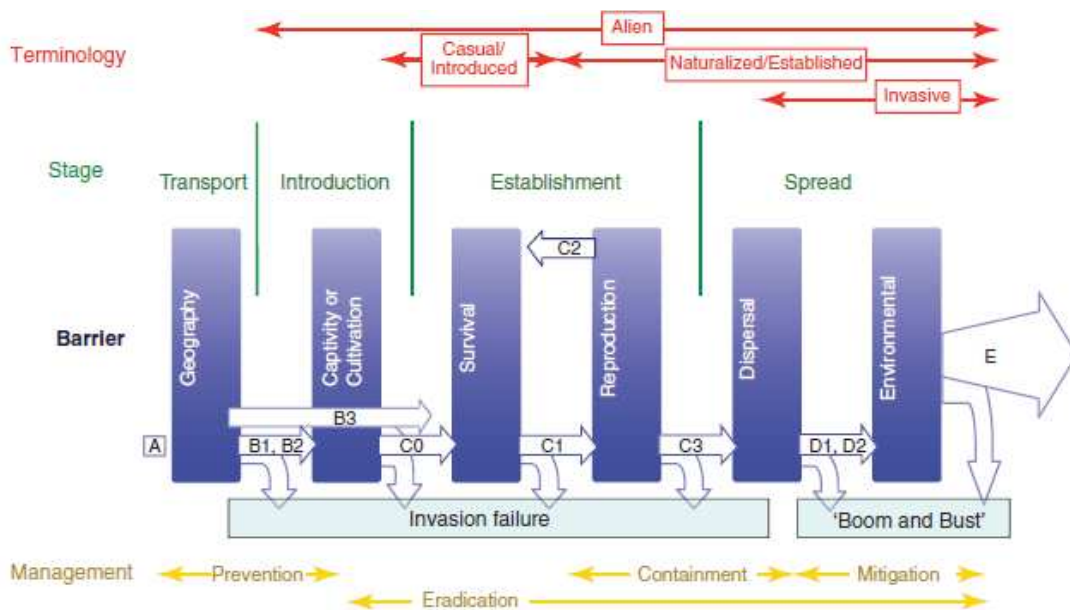 Terminology
Alien
Casual/
Introduced
Naturalized/Established
Invasive
Stage
Transport
Introduction
Establishment
Spread
Barrier
Geography
Captivity or
Cultivation
Survival
Reproduction
Dispersal
Environmental
C2
E
B3
A
B1, B2
C0
C1
C3
D1, D2
Invasion failure
'Boom and Bust'
Management
Prevention
Containment
Mitigation
Eradication